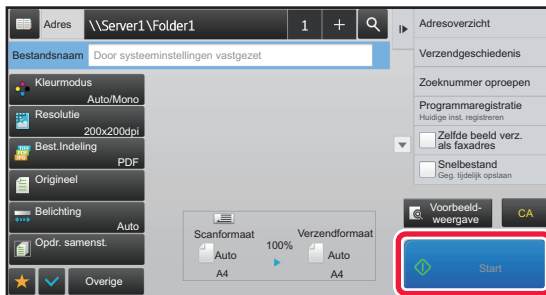 Adres
\\Server1\Folder1
1
+
Bestandsnaam
Door systeeminstellingen vastgezet
Kleurmodus
Auto/Mono
Resolutie
200x200dpi
Best.Indeling
PDF
Origineel
Belichting
Auto
Opdr. samenst.
Overige
Scanformaat
Auto
A4
100%
Verzendformaat
Auto
A4
Adresoverzicht
Verzendgeschiedenis
Zoeknummer oproepen
Programmaregistratie
Huidige inst. registreren
Zelfde beeld verz.
als faxadres
Snelbestand
Geg. tijdelijk opslaan
Voorbeeld-
weergave
CA
Start